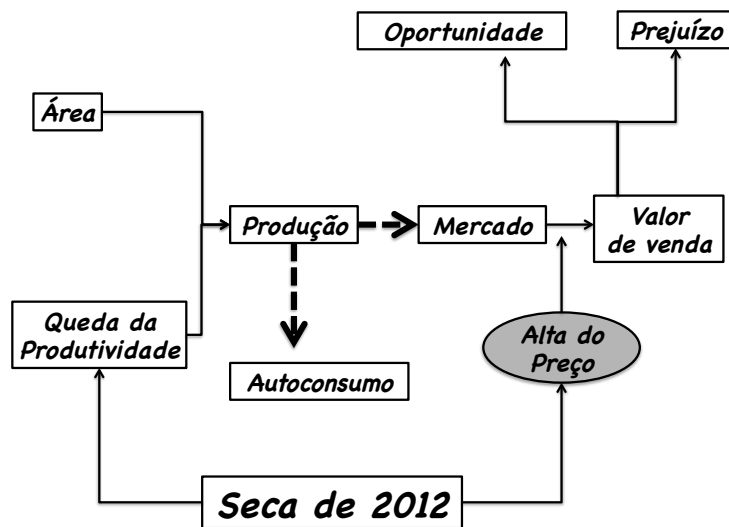 Oportunidade
Prejuízo
Área
Produção
Mercado
Valor
de venda
Queda da
Produtividade
Alta do
Preço
Autoconsumo
Seca de 2012